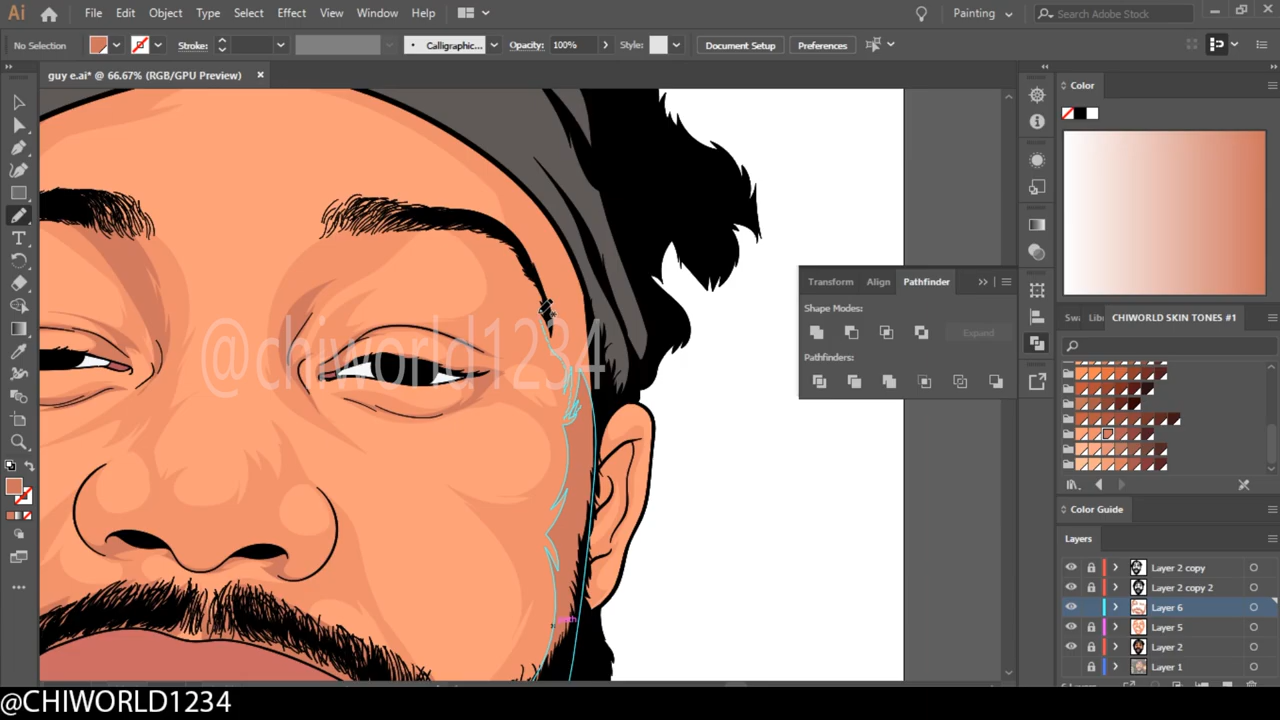 Ai File Edit Object Type Select Effect View Window Help Painting Search Adobe Stock
No Selection Stroke: Calligraphic... Opacity: 100% Style: Document Setup Preferences
guy e.ai* @ 66.67% (RGB/GPU Preview) ×
Color
Transform Align Pathfinder
Shape Modes:
Expand
Pathfinders:
CHIWORLD SKIN TONES #1
@chiworld1234
Color Guide
Layers
Layer 2 copy
Layer 2 copy 2
Layer 6
Layer 5
Layer 2
Layer 1
@CHIWORLD1234